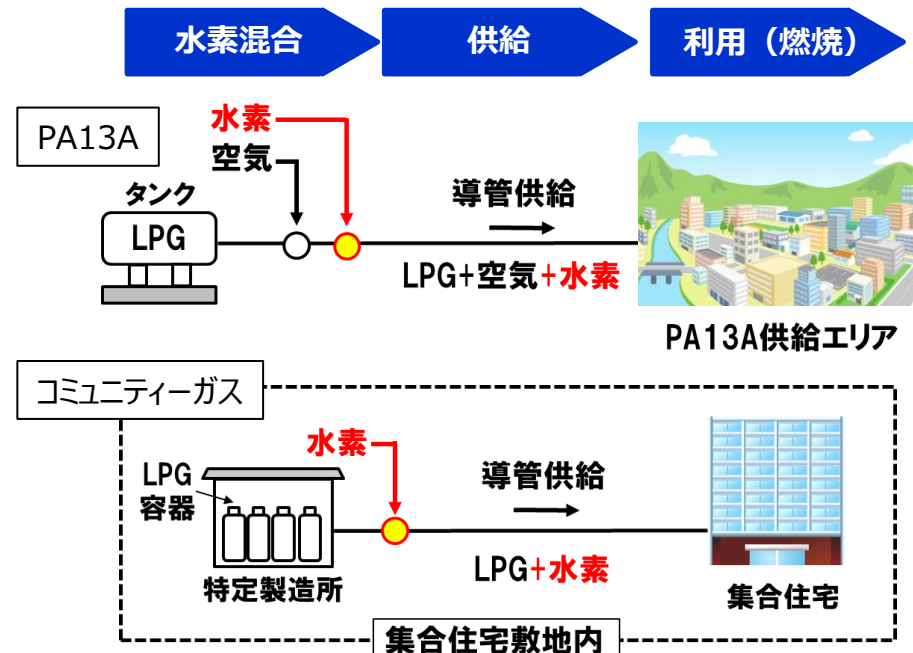 水素混合
供給
利用（燃焼）
PA13A
水素
空気
タンク
LPG
導管供給
LPG+空気+水素
PA13A供給エリア
コミュニティーガス
水素
LPG
容器
導管供給
LPG+水素
特定製造所
集合住宅
集合住宅敷地内